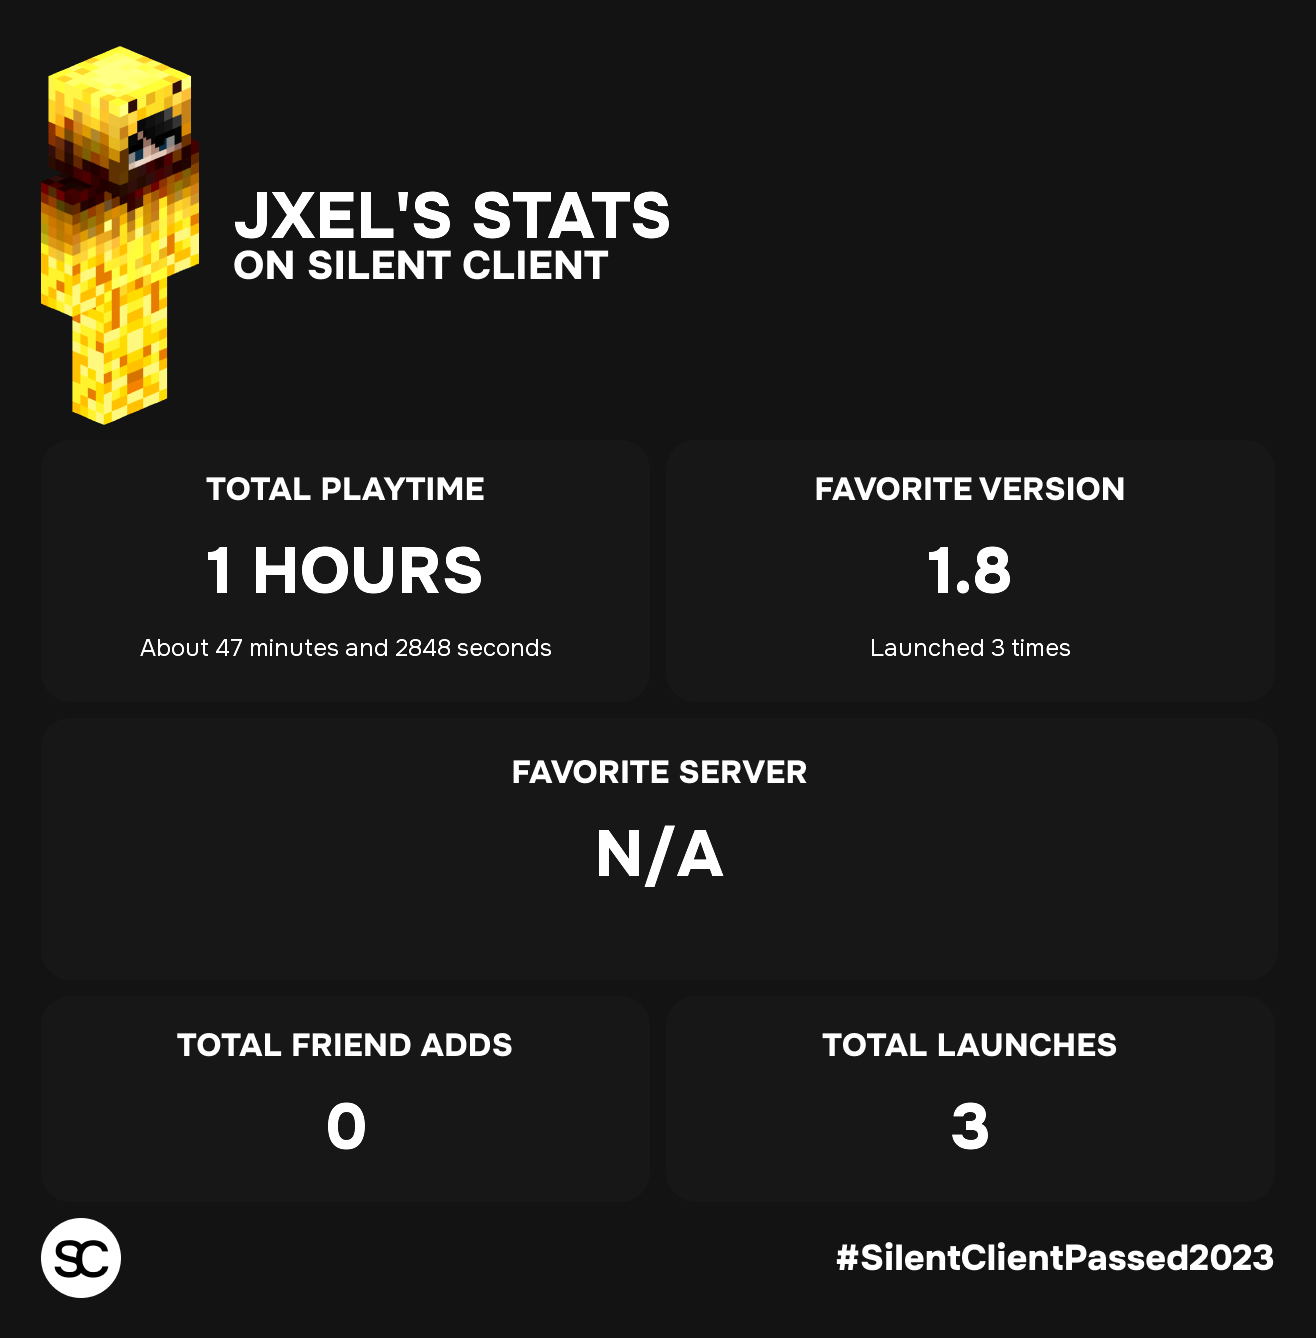 JXEL'S STATS
ON SILENT CLIENT
TOTAL PLAYTIME
1 HOURS
About 47 minutes and 2848 seconds
FAVORITE VERSION
1.8
Launched 3 times
FAVORITE SERVER
N/A
TOTAL FRIEND ADDS
0
TOTAL LAUNCHES
3
SC
#SilentClientPassed2023